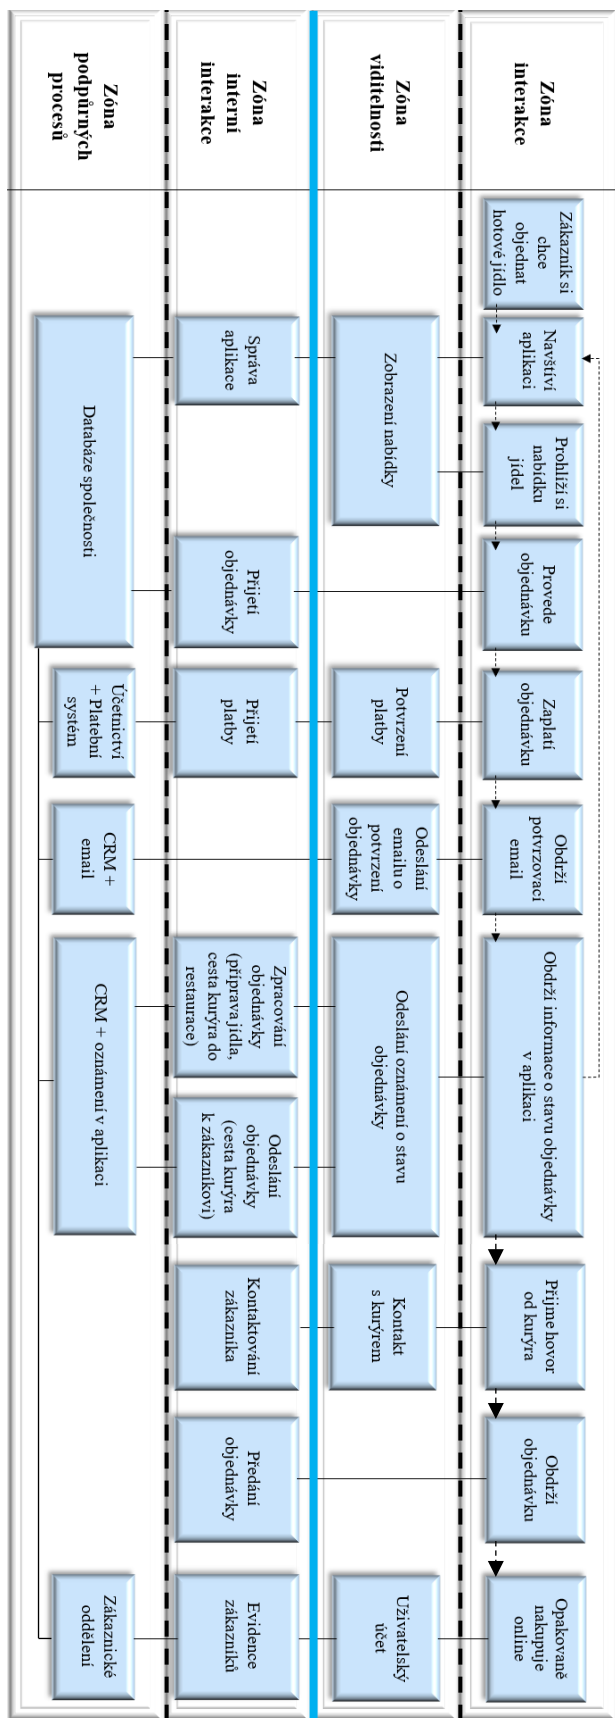 Zóna
interakce
Zákazník si
chce
objednat
hotové jídlo
Navštíví
aplikaci
Prohlíží si
nabídku
jídel
Provede
objednávku
Zaplatí
objednávku
Obdrží
potvrzovací
email
Obdrží informace o stavu objednávky
v aplikaci
Přijme hovor
od kurýra
Obdrží
objednávku
Opakovaně
nakupuje
online
Zóna
viditelnosti
Zobrazení nabídky
Potvrzení
platby
Odeslání
emailu o
potvrzení
objednávky
Odeslání oznámení o stavu
objednávky
Kontakt
s kurýrem
Uživatelský
účet
Zóna
interní
interakce
Správa
aplikace
Přijetí
objednávky
Přijetí
platby
Zpracování
objednávky
(příprava jídla,
cesta kurýra do
restaurace)
Odeslání
objednávky
(cesta kurýra
k zákazníkovi)
Kontaktování
zákazníka
Předání
objednávky
Evidence
zákazníků
Zóna
podpůrných
procesů
Databáze společnosti
Účetnictví
+ Platební
systém
CRM +
email
CRM + oznámení v aplikaci
Zákaznické
oddělení